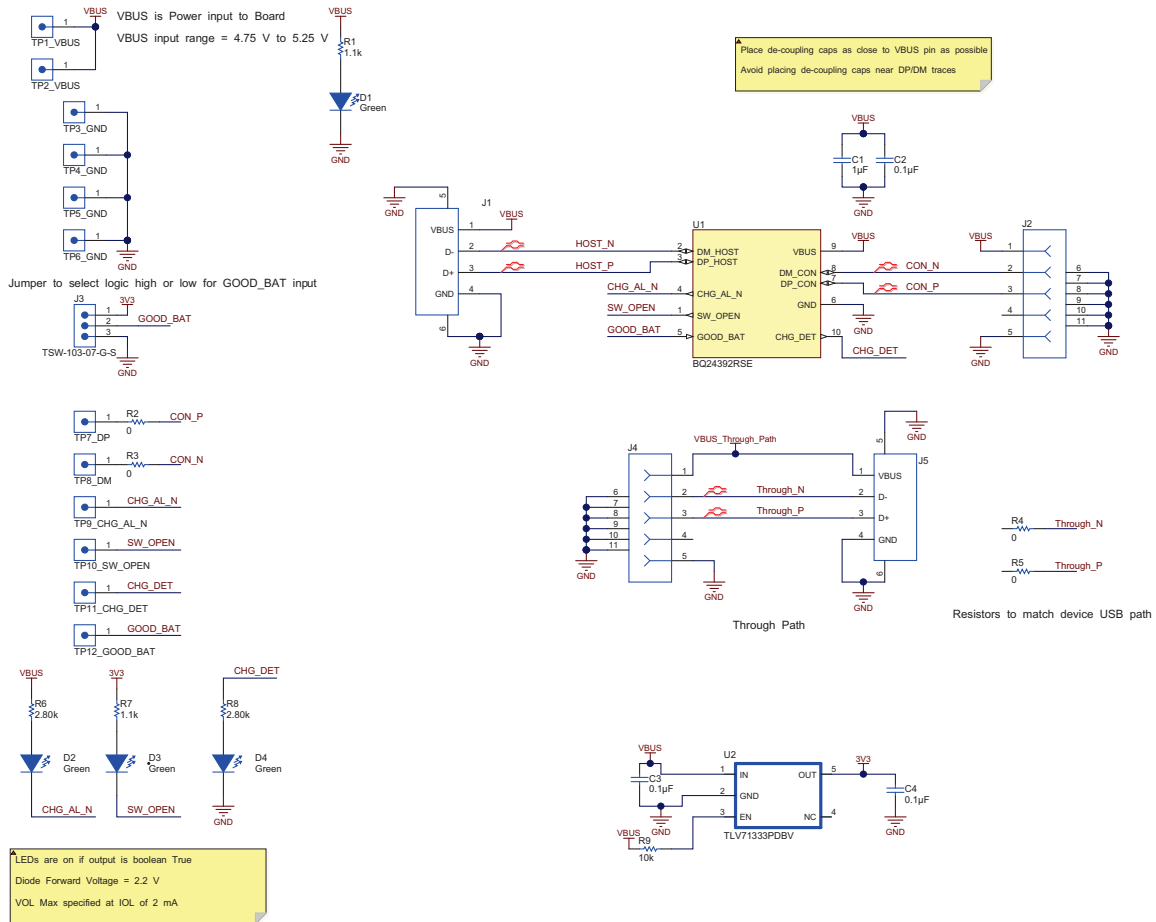 VBUS
VBUS is Power input to Board
VBUS input range = 4.75 V to 5.25 V
1
TP1_VBUS
1
TP2_VBUS
1
TP3_GND
1
TP4_GND
1
TP5_GND
1
TP6_GND
GND
VBUS
R1
1.1k
D1
Green
GND
Place de-coupling caps as close to VBUS pin as possible
Avoid placing de-coupling caps near DP/DM traces
VBUS
C1
1µF
C2
0.1µF
GND
Jumper to select logic high or low for GOOD_BAT input
J3
3V3
1
2
GOOD_BAT
3
TSW-103-07-G-S
GND
GND
5
J1
VBUS
VBUS
1
D-
2
D+
3
GND
4
6
GND
HOST_N
HOST_P
CHG_AL_N
SW_OPEN
GOOD_BAT
U1
2
DM_HOST
3
DP_HOST
4
CHG_AL_N
1
SW_OPEN
5
GOOD_BAT
VBUS
9
VBUS
DM_CON
8
CON_N
DP_CON
7
CON_P
GND
6
GND
CHG_DET
10
CHG_DET
BQ24392RSE
J2
VBUS
1
2
3
4
5
GND
6
7
8
9
10
11
GND
1
R2
0
CON_P
TP7_DP
1
R3
0
CON_N
TP8_DM
1
CHG_AL_N
TP9_CHG_AL_N
1
SW_OPEN
TP10_SW_OPEN
1
CHG_DET
TP11_CHG_DET
1
GOOD_BAT
TP12_GOOD_BAT
J4
6
7
8
9
10
11
GND
1
2
3
4
5
GND
VBUS_Through_Path
Through_N
Through_P
GND
5
J5
1
VBUS
2
D-
3
D+
4
GND
6
GND
Through Path
R4
0
Through_N
R5
0
Through_P
Resistors to match device USB path
VBUS
R6
2.80k
D2
Green
CHG_AL_N
3V3
R7
1.1k
D3
Green
SW_OPEN
CHG_DET
R8
2.80k
D4
Green
GND
VBUS
C3
0.1µF
GND
VBUS
R9
10k
U2
1
IN
2
GND
3
EN
OUT
5
NC
4
TLV71333PDBV
3V3
C4
0.1µF
GND
LEDs are on if output is boolean True
Diode Forward Voltage = 2.2 V
VOL Max specified at IOL of 2 mA